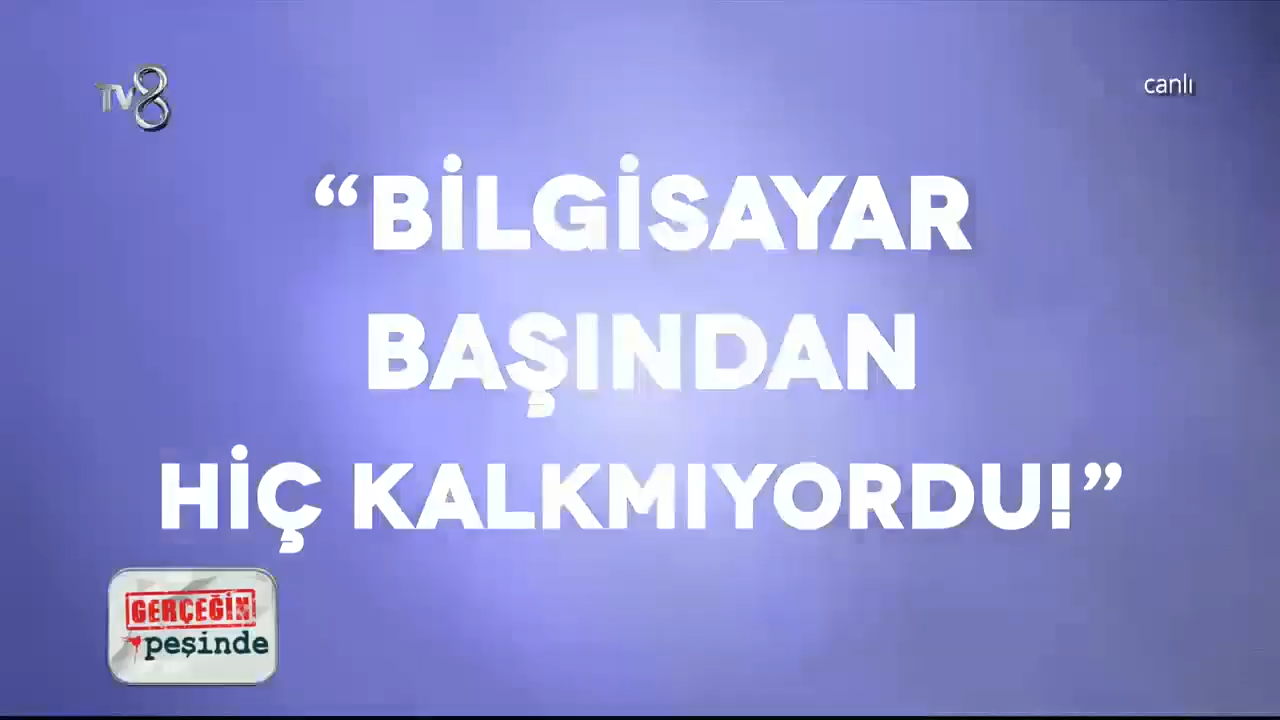 TV8
canlı
“BİLGİSAYAR
BAŞINDAN
HİÇ KALKMIYORDU!”
GERÇEĞİN
peşinde